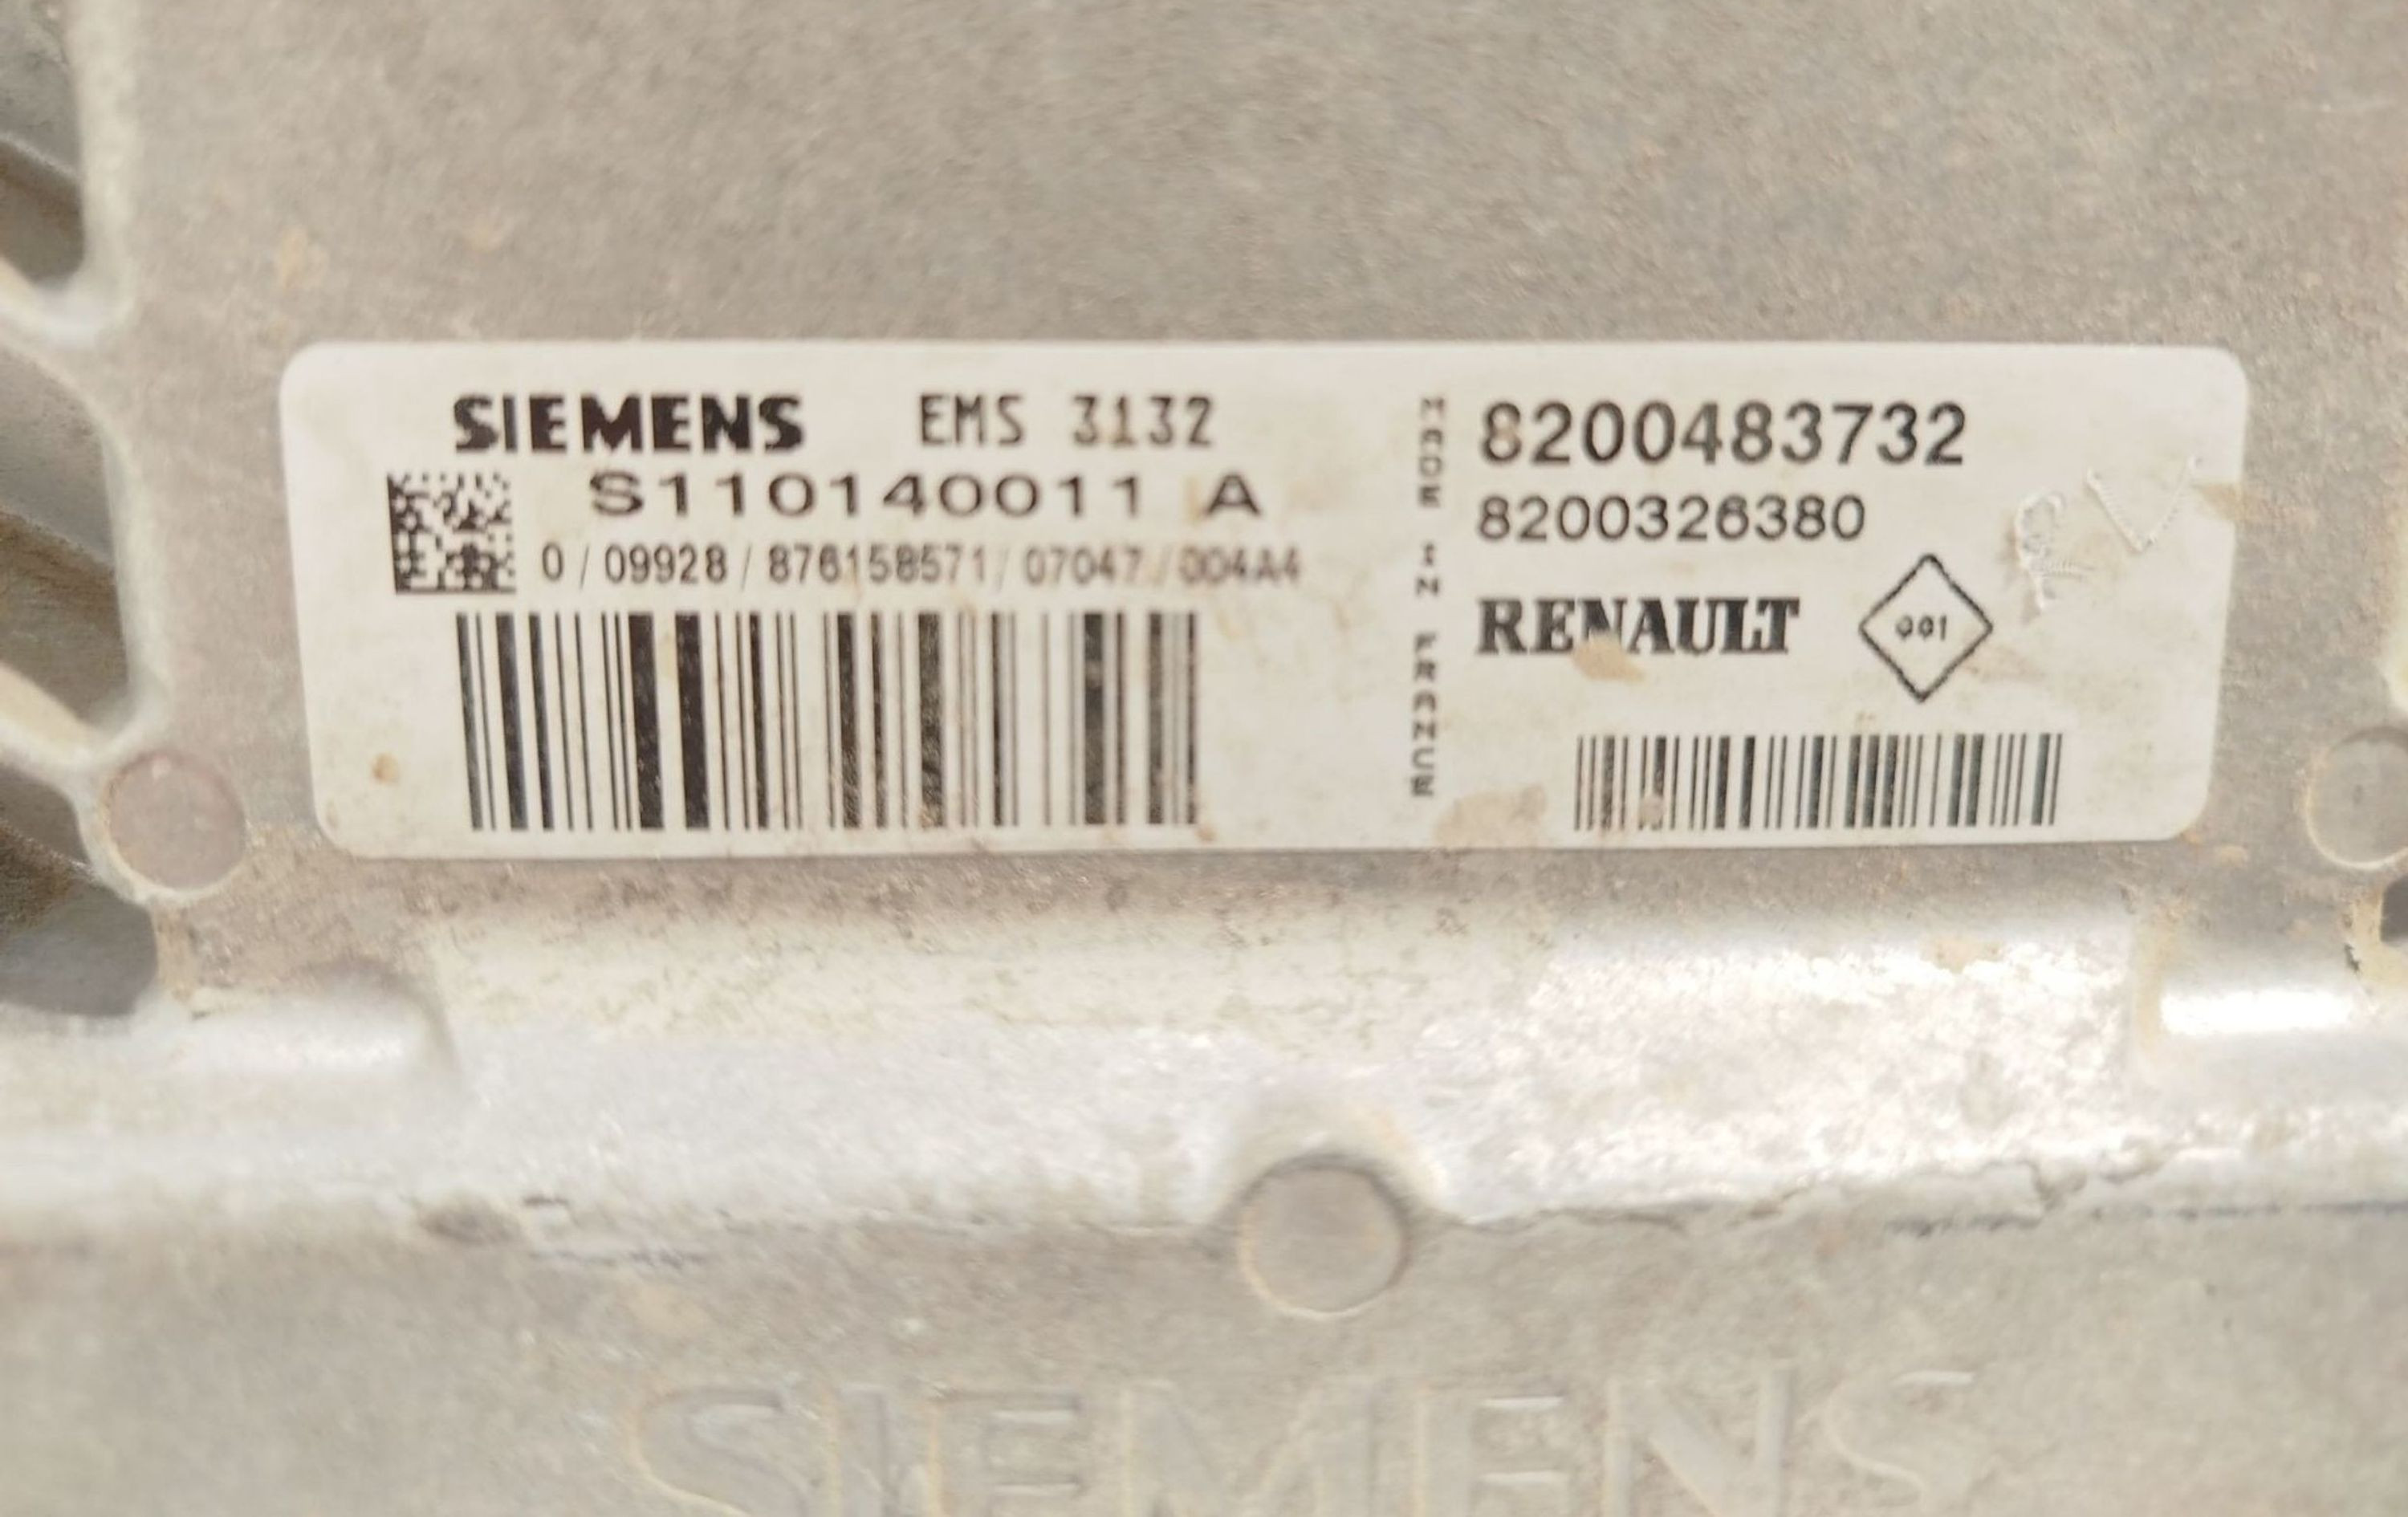 SIEMENS EMS 3132
S110140011 A
0 / 09928 / 876158571 / 07047 / 004A4
MADE IN FRANCE
8200483732
8200326380
RENAULT 001
SIEMENS